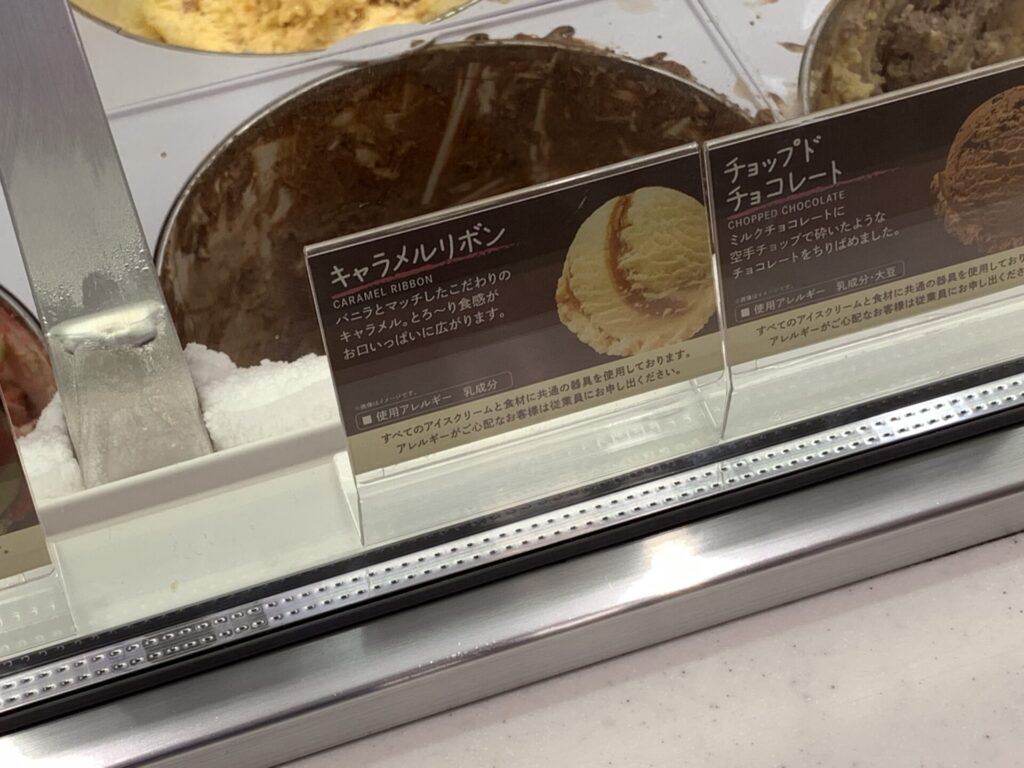 キャラメルリボン
CARAMEL RIBBON
バニラとマッチしたこだわりの
キャラメル。とろ〜り食感が
お口いっぱいに広がります。
※画像はイメージです。
■ 使用アレルギー 乳成分
すべてのアイスクリームと食材に共通の器具を使用しております。
アレルギーがご心配なお客様は従業員にお申し出ください。
チョップド
チョコレート
CHOPPED CHOCOLATE
ミルクチョコレートに
空手チョップで砕いたような
チョコレートをちりばめました。
※画像はイメージです。
■ 使用アレルギー 乳成分・大豆
すべてのアイスクリームと食材に共通の器具を使用しており
アレルギーがご心配なお客様は従業員にお申し出くださ